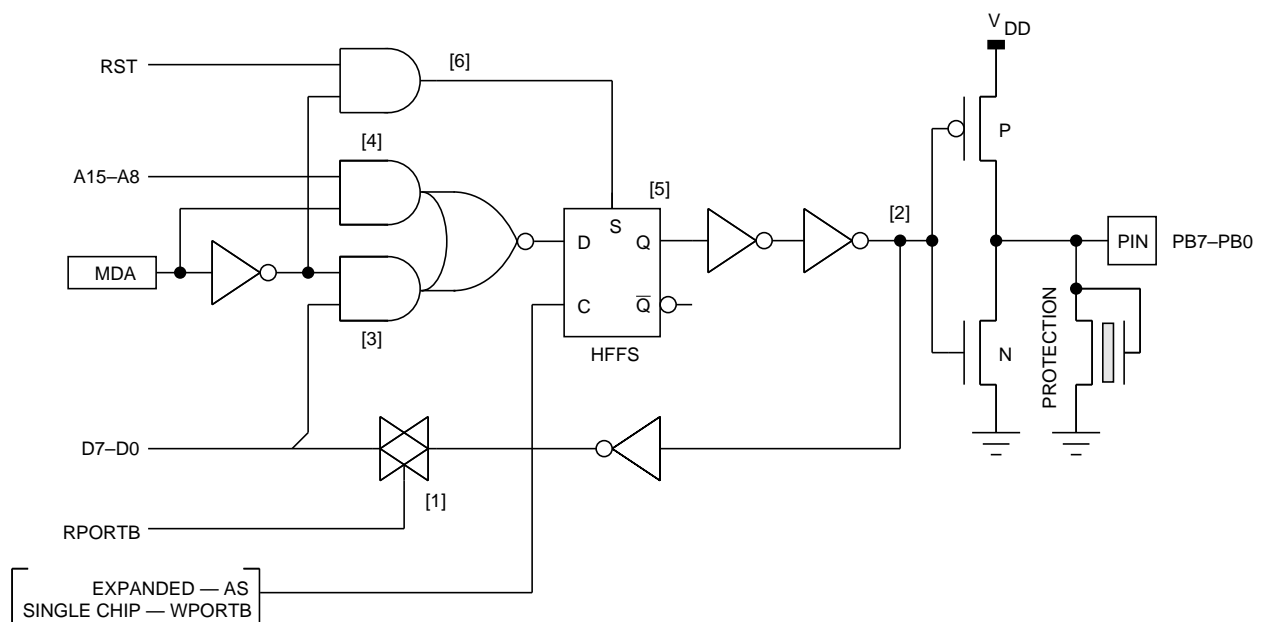 V DD
RST
[6]
P
[4]
A15–A8
[5]
[2]
S
D
Q
PIN
PB7–PB0
MDA
C
Q̅
[3]
HFFS
N
PROTECTION
D7–D0
[1]
RPORTB
EXPANDED — AS
SINGLE CHIP — WPORTB